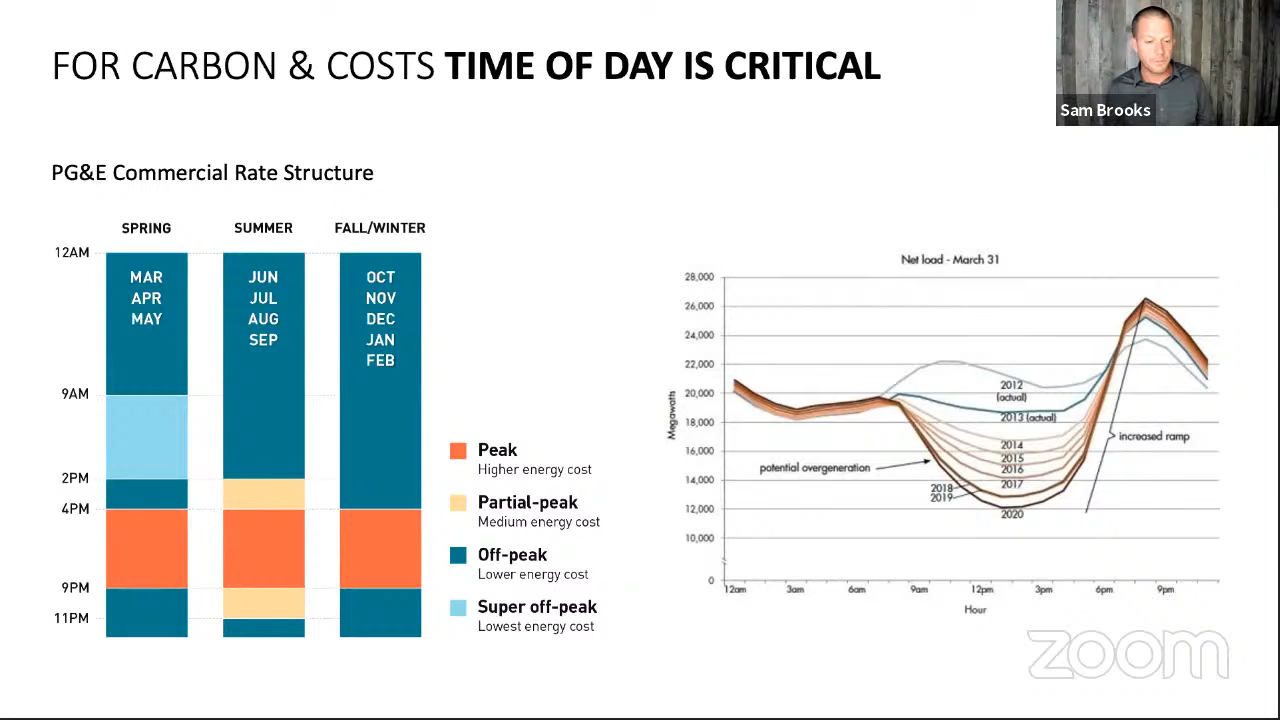 FOR CARBON & COSTS TIME OF DAY IS CRITICAL
Sam Brooks
PG&E Commercial Rate Structure
SPRING
SUMMER
FALL/WINTER
12AM
9AM
2PM
4PM
9PM
11PM
MAR
APR
MAY
JUN
JUL
AUG
SEP
OCT
NOV
DEC
JAN
FEB
Peak
Higher energy cost
Partial-peak
Medium energy cost
Off-peak
Lower energy cost
Super off-peak
Lowest energy cost
Net load - March 31
Megawatts
28,000
26,000
24,000
22,000
20,000
18,000
16,000
14,000
12,000
10,000
0
2012
(actual)
2013 (actual)
2014
2015
2016
2017
2018
2019
2020
potential overgeneration
increased ramp
12am
3am
6am
9am
12pm
3pm
6pm
9pm
Hour
zoom